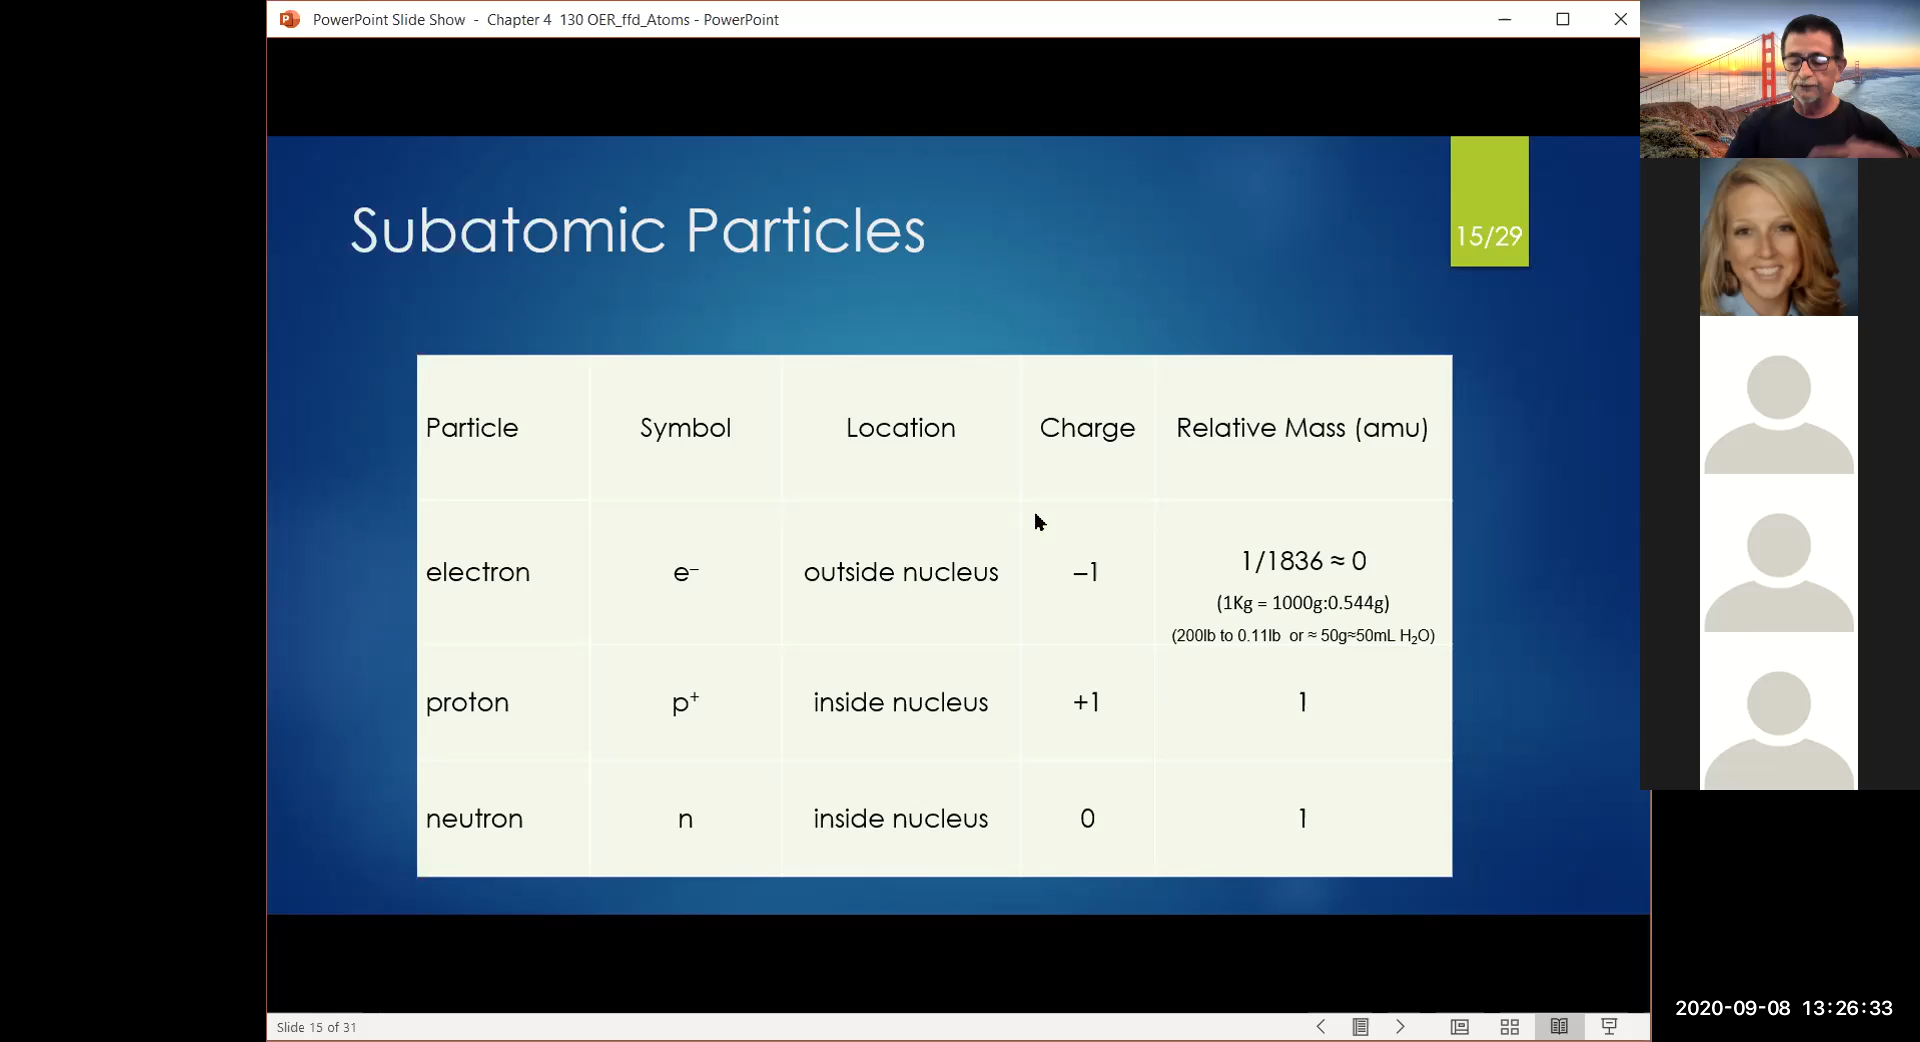 PowerPoint Slide Show - Chapter 4 130 OER_ffd_Atoms - PowerPoint
Subatomic Particles
15/29
Particle Symbol Location Charge Relative Mass (amu)
electron e⁻ outside nucleus –1 1/1836 ≈ 0
(1Kg = 1000g:0.544g)
(200lb to 0.11lb or ≈ 50g≈50mL H₂O)
proton p⁺ inside nucleus +1 1
neutron n inside nucleus 0 1
Slide 15 of 31
2020-09-08 13:26:33